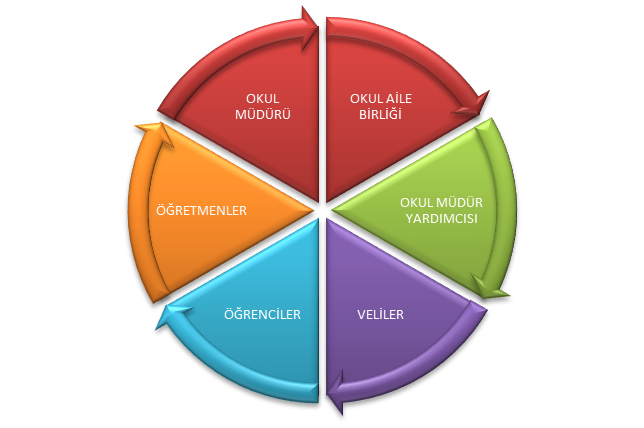 OKUL
MÜDÜRÜ
OKUL AİLE
BİRLİĞİ
OKUL MÜDÜR
YARDIMCISI
VELİLER
ÖĞRENCİLER
ÖĞRETMENLER